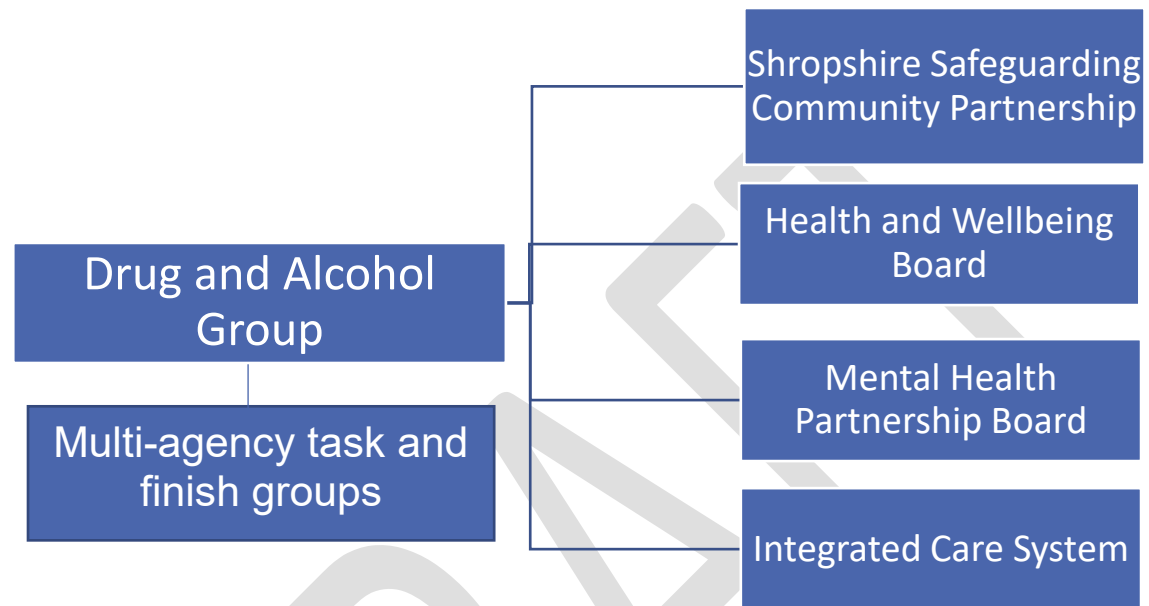 Shropshire Safeguarding
Community Partnership
Health and Wellbeing
Board
Drug and Alcohol
Group
Mental Health
Partnership Board
Multi-agency task and
finish groups
Integrated Care System
DRAFT